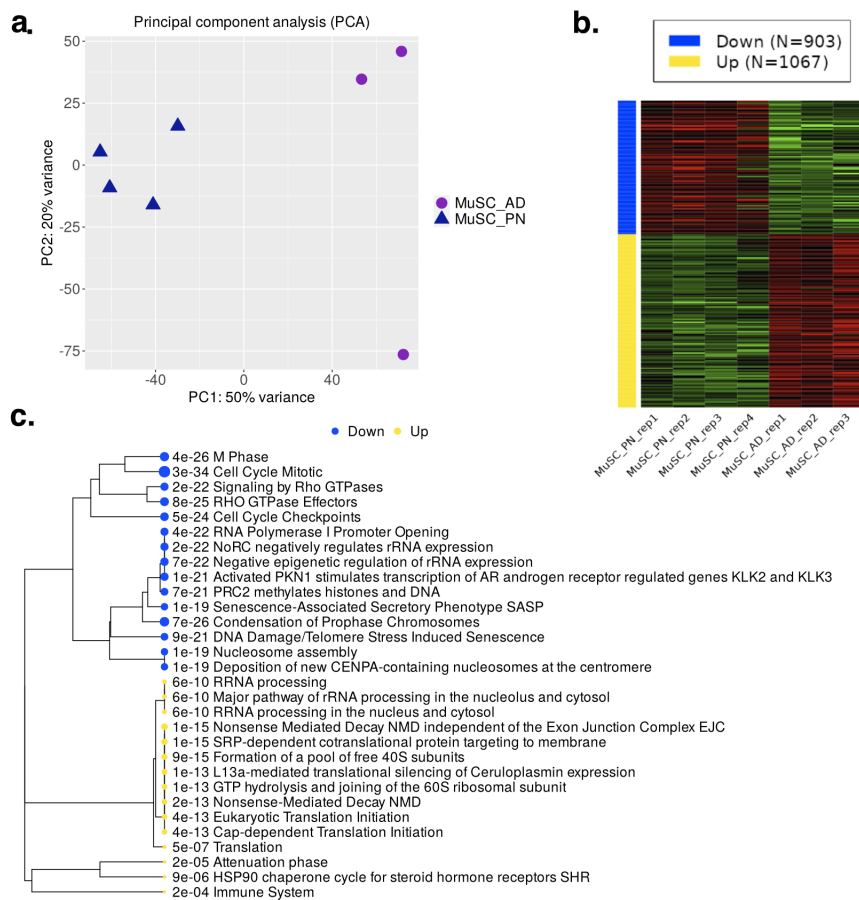 a.
Principal component analysis (PCA)
50
25
0
-25
-50
-75
-40
0
40
PC2: 20% variance
PC1: 50% variance
MuSC_AD
MuSC_PN
b.
Down (N=903)
Up (N=1067)
MuSC_PN_rep1
MuSC_PN_rep2
MuSC_PN_rep3
MuSC_PN_rep4
MuSC_AD_rep1
MuSC_AD_rep2
MuSC_AD_rep3
c.
Down Up
4e-26 M Phase
3e-34 Cell Cycle Mitotic
2e-22 Signaling by Rho GTPases
8e-25 RHO GTPase Effectors
5e-24 Cell Cycle Checkpoints
4e-22 RNA Polymerase I Promoter Opening
2e-22 NoRC negatively regulates rRNA expression
7e-22 Negative epigenetic regulation of rRNA expression
1e-21 Activated PKN1 stimulates transcription of AR androgen receptor regulated genes KLK2 and KLK3
7e-21 PRC2 methylates histones and DNA
1e-19 Senescence-Associated Secretory Phenotype SASP
7e-26 Condensation of Prophase Chromosomes
9e-21 DNA Damage/Telomere Stress Induced Senescence
1e-19 Nucleosome assembly
1e-19 Deposition of new CENPA-containing nucleosomes at the centromere
6e-10 RRNA processing
6e-10 Major pathway of rRNA processing in the nucleolus and cytosol
6e-10 RRNA processing in the nucleus and cytosol
1e-15 Nonsense Mediated Decay NMD independent of the Exon Junction Complex EJC
1e-15 SRP-dependent cotranslational protein targeting to membrane
9e-15 Formation of a pool of free 40S subunits
1e-13 L13a-mediated translational silencing of Ceruloplasmin expression
1e-13 GTP hydrolysis and joining of the 60S ribosomal subunit
2e-13 Nonsense-Mediated Decay NMD
4e-13 Eukaryotic Translation Initiation
4e-13 Cap-dependent Translation Initiation
5e-07 Translation
2e-05 Attenuation phase
9e-06 HSP90 chaperone cycle for steroid hormone receptors SHR
2e-04 Immune System